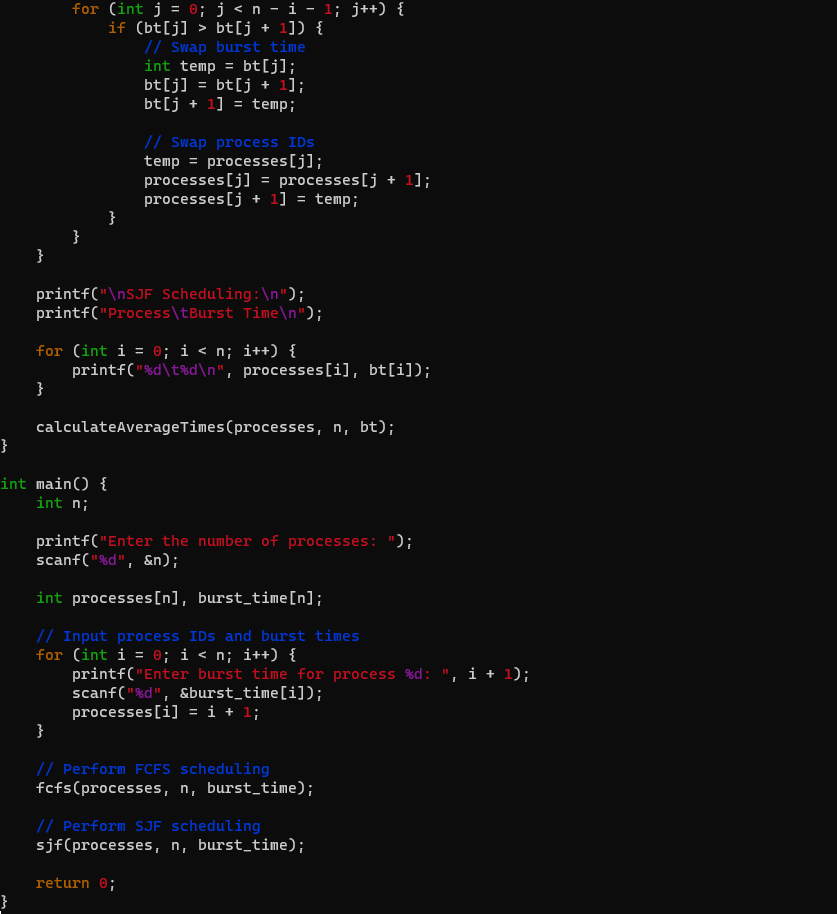 for (int j = 0; j < n - i - 1; j++) {
            if (bt[j] > bt[j + 1]) {
                // Swap burst time
                int temp = bt[j];
                bt[j] = bt[j + 1];
                bt[j + 1] = temp;

                // Swap process IDs
                temp = processes[j];
                processes[j] = processes[j + 1];
                processes[j + 1] = temp;
            }
        }
    }

    printf("\nSJF Scheduling:\n");
    printf("Process\tBurst Time\n");

    for (int i = 0; i < n; i++) {
        printf("%d\t%d\n", processes[i], bt[i]);
    }

    calculateAverageTimes(processes, n, bt);
}

int main() {
    int n;

    printf("Enter the number of processes: ");
    scanf("%d", &n);

    int processes[n], burst_time[n];

    // Input process IDs and burst times
    for (int i = 0; i < n; i++) {
        printf("Enter burst time for process %d: ", i + 1);
        scanf("%d", &burst_time[i]);
        processes[i] = i + 1;
    }

    // Perform FCFS scheduling
    fcfs(processes, n, burst_time);

    // Perform SJF scheduling
    sjf(processes, n, burst_time);

    return 0;
}